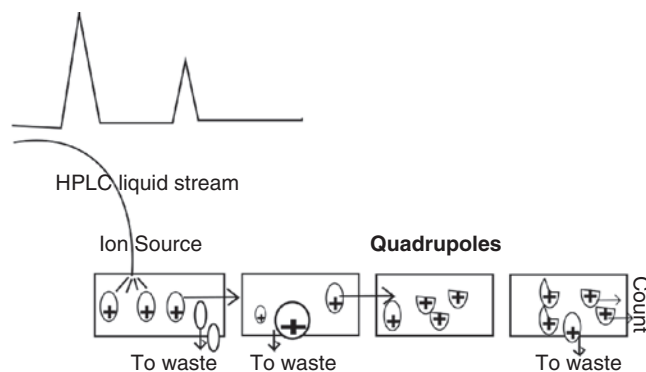 HPLC liquid stream
Ion Source
Quadrupoles
Count
To waste
To waste
To waste